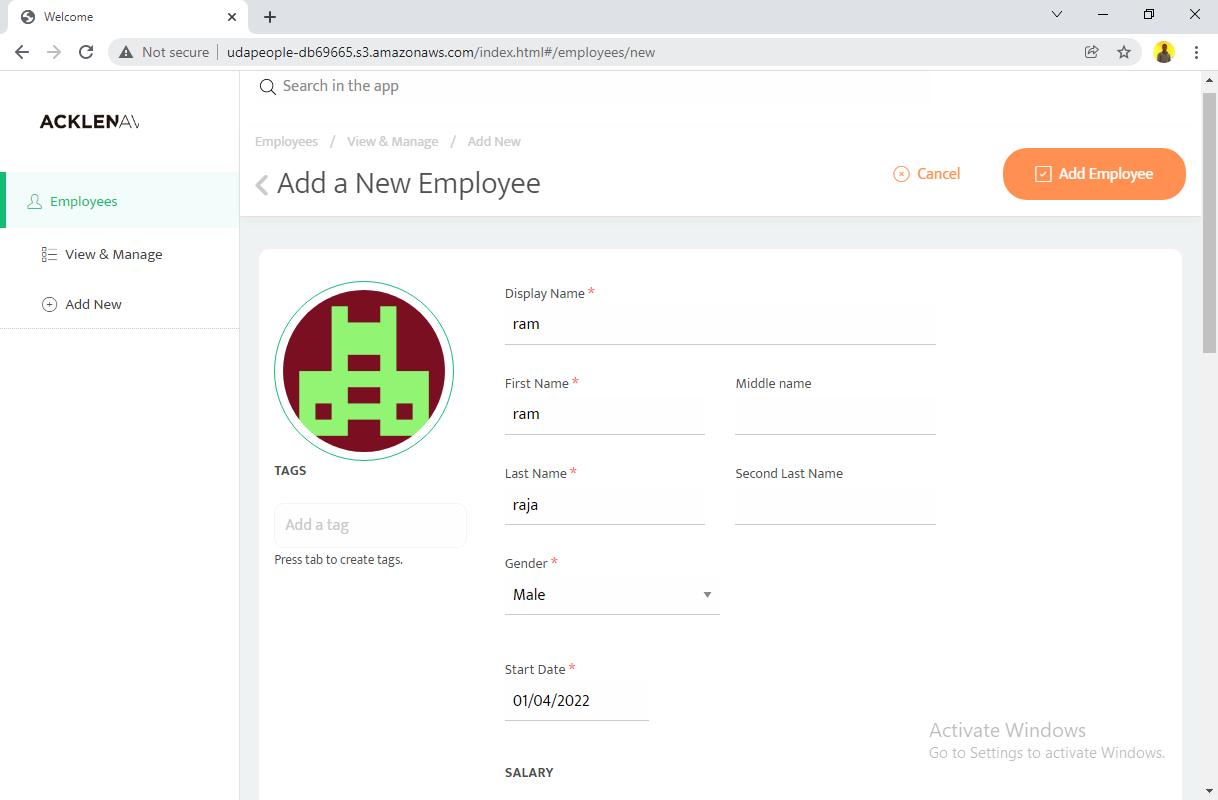 Welcome
Not secure
udapeople-db69665.s3.amazonaws.com/index.html#/employees/new
ACKLENAV
Search in the app
Employees / View & Manage / Add New
Add a New Employee
Cancel
Add Employee
Employees
View & Manage
Add New
TAGS
Add a tag
Press tab to create tags.
Display Name *
ram
First Name *
ram
Middle name
Last Name *
raja
Second Last Name
Gender *
Male
Start Date *
01/04/2022
SALARY
Activate Windows
Go to Settings to activate Windows.